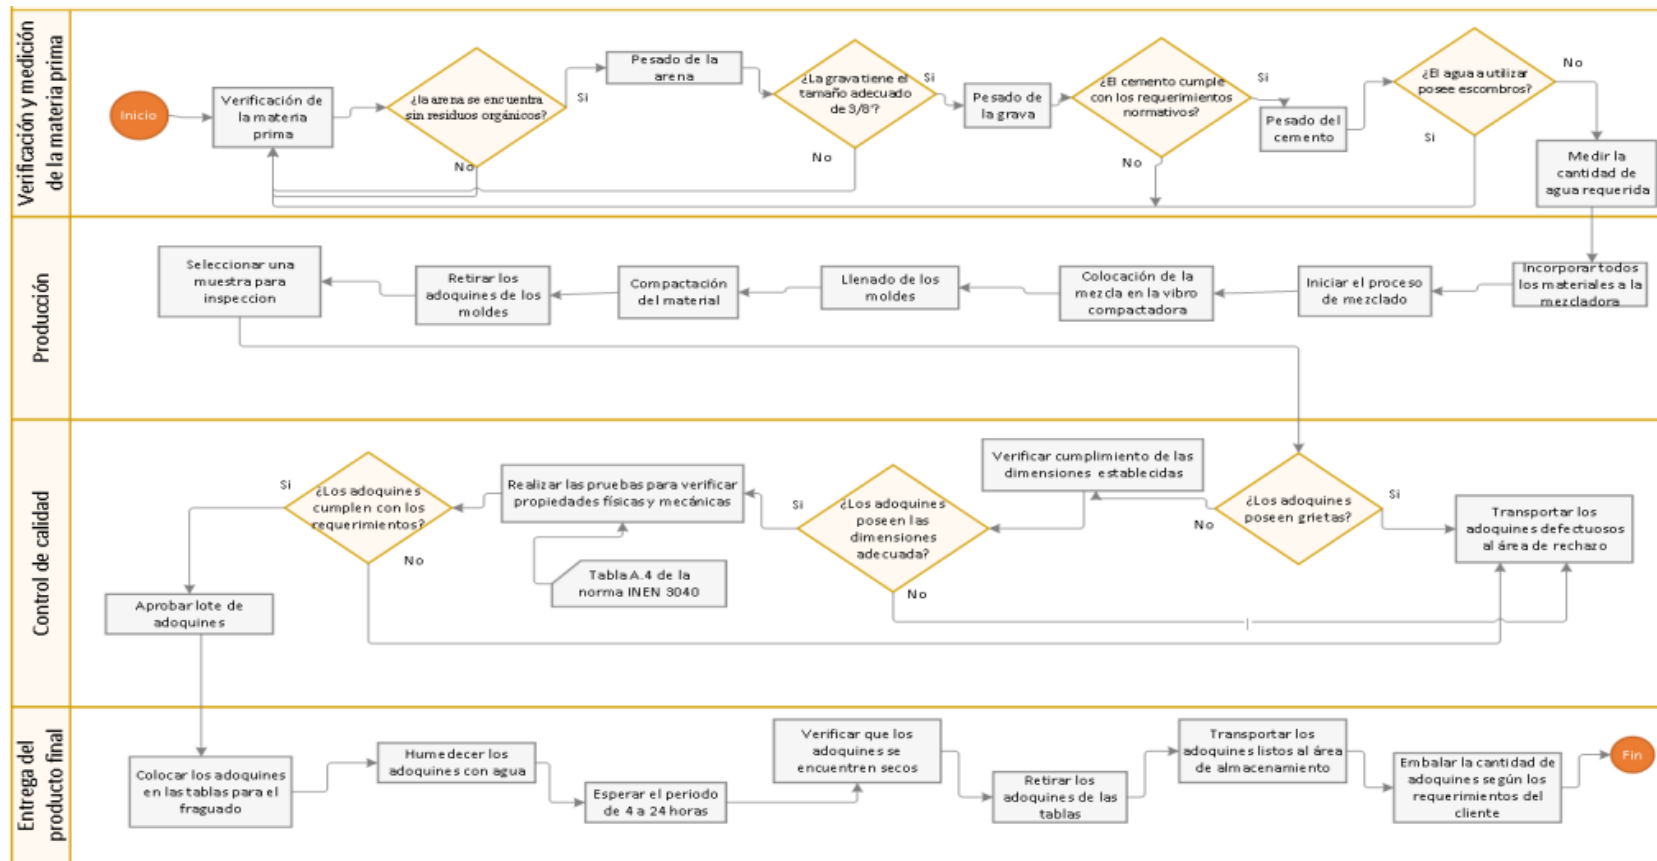 Verificación y medición
de la materia prima
Inicio
Verificación de
la materia
prima
¿la arena se encuentra
sin residuos orgánicos?
Si
No
Pesado de la
arena
¿La grava tiene el
tamaño adecuado
de 3/8'?
Si
No
Pesado de
la grava
¿El cemento cumple
con los requerimientos
normativos?
Si
No
Pesado del
cemento
¿El agua a utilizar
posee escombros?
No
Si
Medir la
cantidad de
agua requerida
Producción
Seleccionar una
muestra para
inspeccion
Retirar los
adoquines de los
moldes
Compactación
del material
Llenado de los
moldes
Colocación de la
mezcla en la vibro
compactadora
Iniciar el proceso
de mezclado
Incorporar todos
los materiales a la
mezcladora
Control de calidad
Si
¿Los adoquines
cumplen con los
requerimientos?
No
Realizar las pruebas para verificar
propiedades físicas y mecánicas
Tabla A.4 de la
norma INEN 3040
Si
¿Los adoquines
poseen las
dimensiones
adecuada?
No
Verificar cumplimiento de las
dimensiones establecidas
No
¿Los adoquines
poseen grietas?
Si
Transportar los
adoquines defectuosos
al área de rechazo
Aprobar lote de
adoquines
Entrega del
producto final
Colocar los adoquines
en las tablas para el
fraguado
Humedecer los
adoquines con agua
Esperar el periodo
de 4 a 24 horas
Verificar que los
adoquines se
encuentren secos
Retirar los
adoquines de las
tablas
Transportar los
adoquines listos al área
de almacenamiento
Embalar la cantidad de
adoquines según los
requerimientos del
cliente
Fin